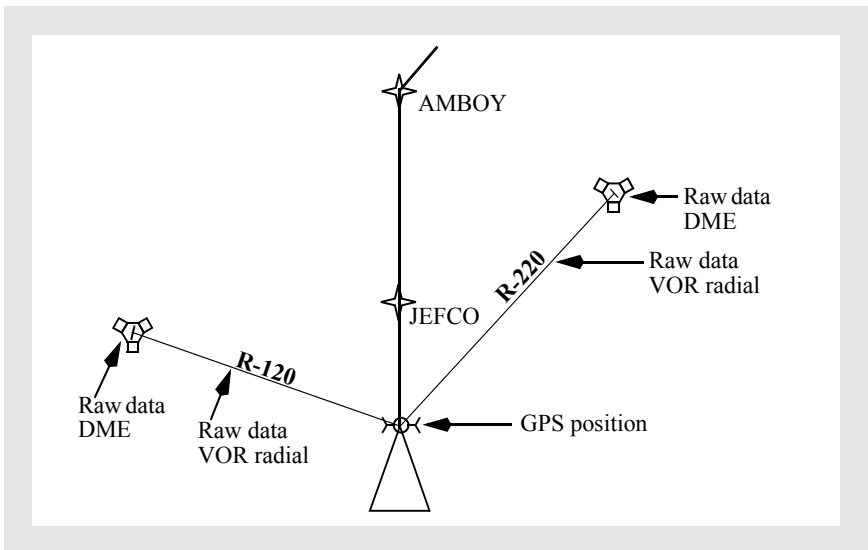 AMBOY
Raw data
DME
R-220
Raw data
VOR radial
JEFCO
R-120
Raw data
DME
Raw data
VOR radial
GPS position